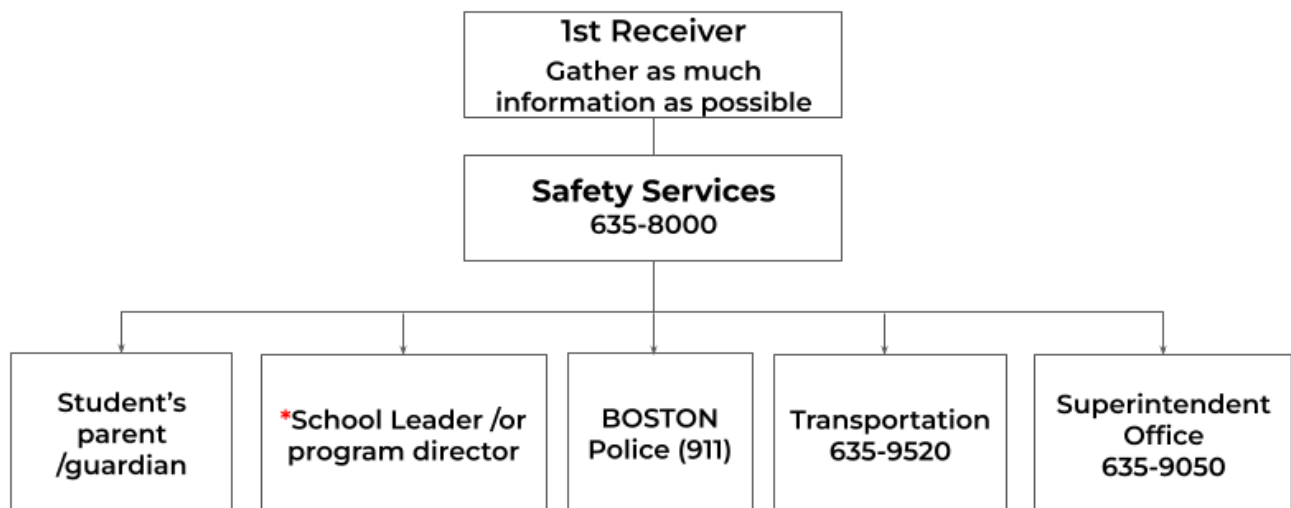 1st Receiver
Gather as much
information as possible
Safety Services
635-8000
Student’s
parent
/guardian
*School Leader /or
program director
BOSTON
Police (911)
Transportation
635-9520
Superintendent
Office
635-9050